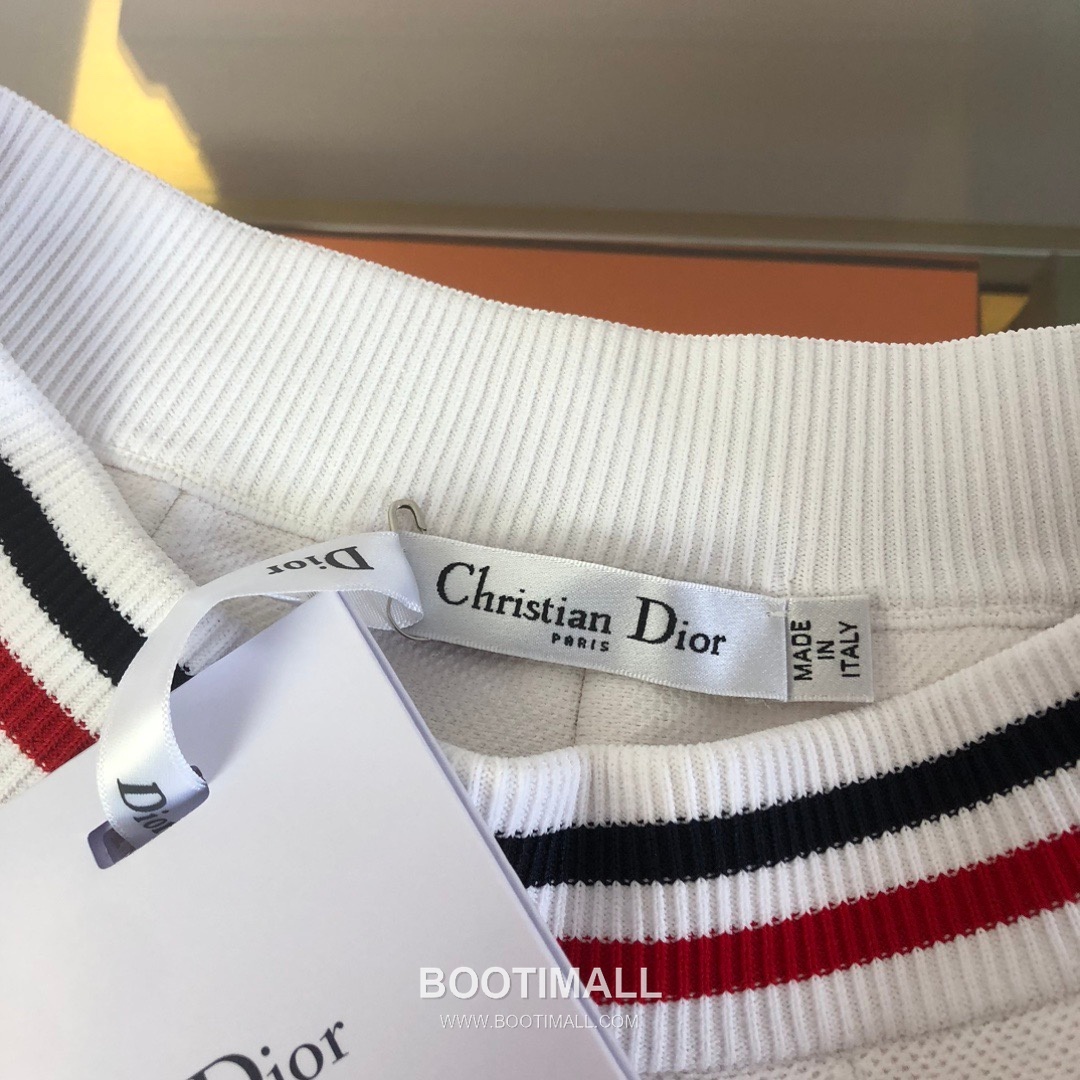 Dior
Christian Dior
PARIS
MADE
IN
ITALY
Dior
Dior
BOOTIMALL
WWW.BOOTIMALL.COM